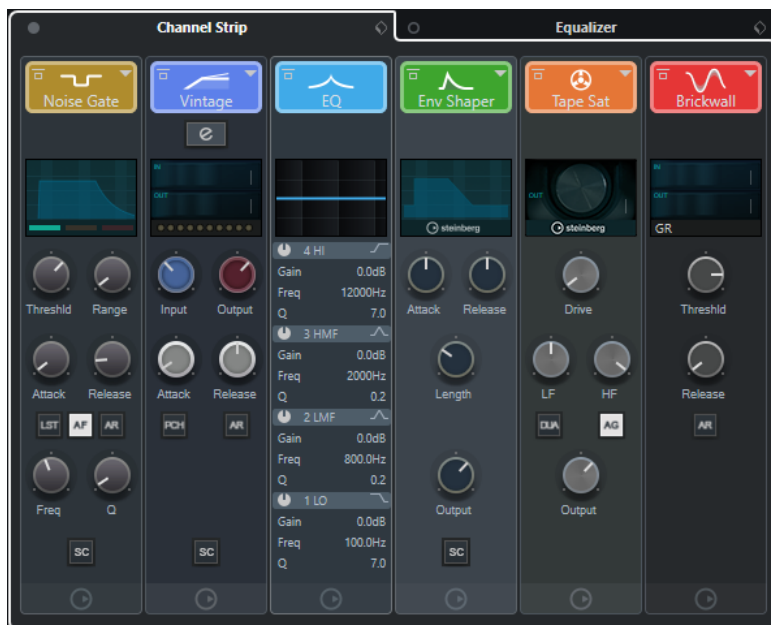 Channel Strip
Equalizer
Noise Gate
Vintage
EQ
Env Shaper
Tape Sat
Brickwall
e
IN
OUT
steinberg
OUT
steinberg
IN
OUT
GR
Threshld
Range
Attack
Release
LST
AF
AR
Freq
Q
SC
Input
Output
Attack
Release
PCH
AR
SC
4 HI
Gain 0.0dB
Freq 12000Hz
Q 7.0
3 HMF
Gain 0.0dB
Freq 2000Hz
Q 0.2
2 LMF
Gain 0.0dB
Freq 800.0Hz
Q 0.2
1 LO
Gain 0.0dB
Freq 100.0Hz
Q 7.0
Attack
Release
Length
Output
SC
Drive
LF
HF
DUA
AG
Output
Threshld
Release
AR